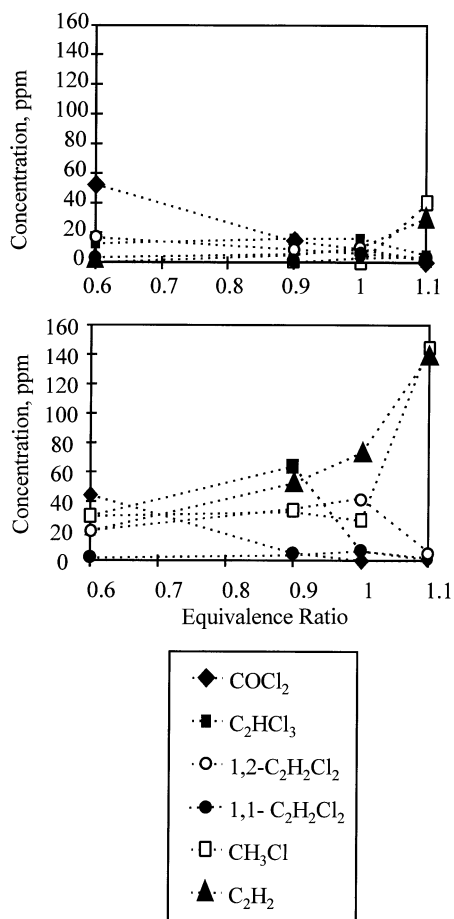 Concentration, ppm
160
140
120
100
80
60
40
20
0
0.6 0.7 0.8 0.9 1 1.1
Concentration, ppm
160
140
120
100
80
60
40
20
0
0.6 0.7 0.8 0.9 1 1.1
Equivalence Ratio
COCl₂
C₂HCl₃
1,2-C₂H₂Cl₂
1,1- C₂H₂Cl₂
CH₃Cl
C₂H₂